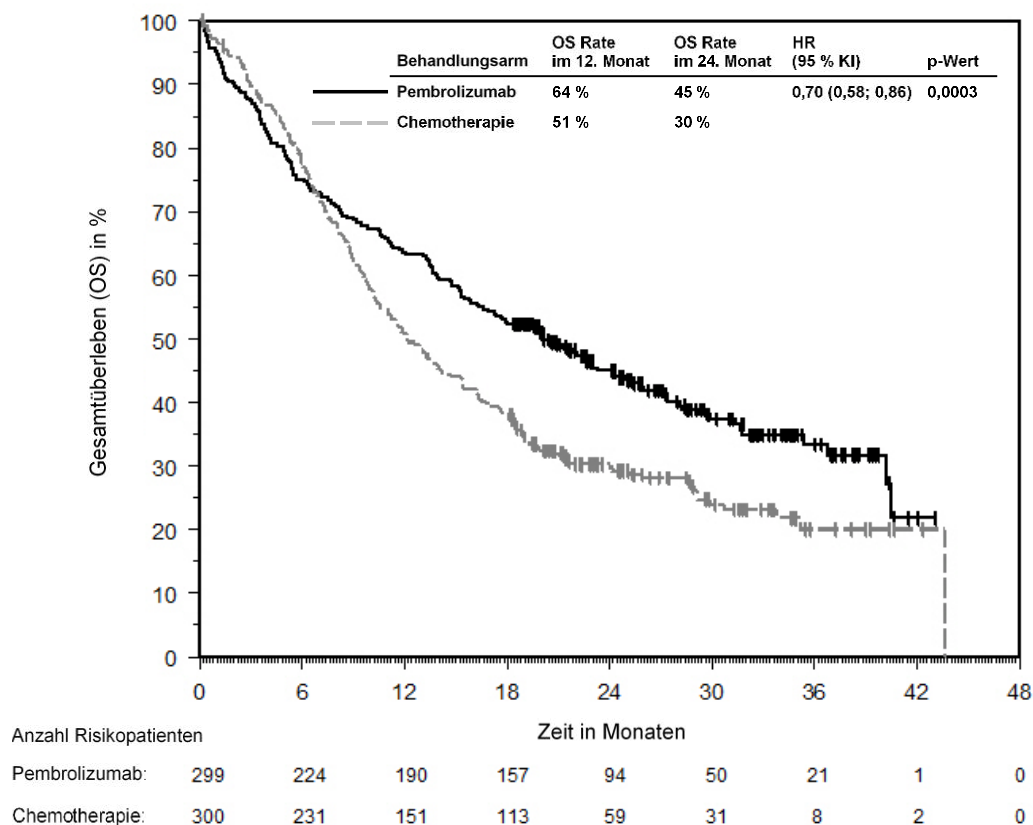 100
90
80
70
60
50
40
30
20
10
0
Gesamtüberleben (OS) in %
OS Rate OS Rate HR
Behandlungsarm im 12. Monat im 24. Monat (95 % KI) p-Wert
Pembrolizumab 64 % 45 % 0,70 (0,58; 0,86) 0,0003
Chemotherapie 51 % 30 %
0 6 12 18 24 30 36 42 48
Zeit in Monaten
Anzahl Risikopatienten
Pembrolizumab: 299 224 190 157 94 50 21 1 0
Chemotherapie: 300 231 151 113 59 31 8 2 0